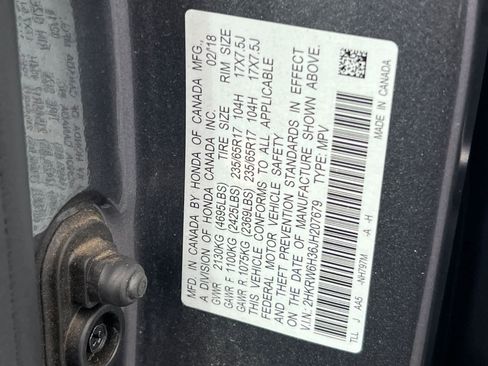 MFD. IN CANADA BY HONDA OF CANADA MFG.,
A DIVISION OF HONDA CANADA INC. 02/18
GVWR 2130KG (4695LBS) TIRE SIZE RIM SIZE
GAWR F. 1100KG (2425LBS) 235/65R17 104H 17X7.5J
GAWR R. 1075KG (2369LBS) 235/65R17 104H 17X7.5J
THIS VEHICLE CONFORMS TO ALL APPLICABLE
FEDERAL MOTOR VEHICLE SAFETY
AND THEFT PREVENTION STANDARDS IN EFFECT
ON THE DATE OF MANUFACTURE SHOWN ABOVE.
V.I.N.: 2HKRW6H36JH207679 TYPE: MPV
TLL J AA5 -NH797M -A -H MADE IN CANADA